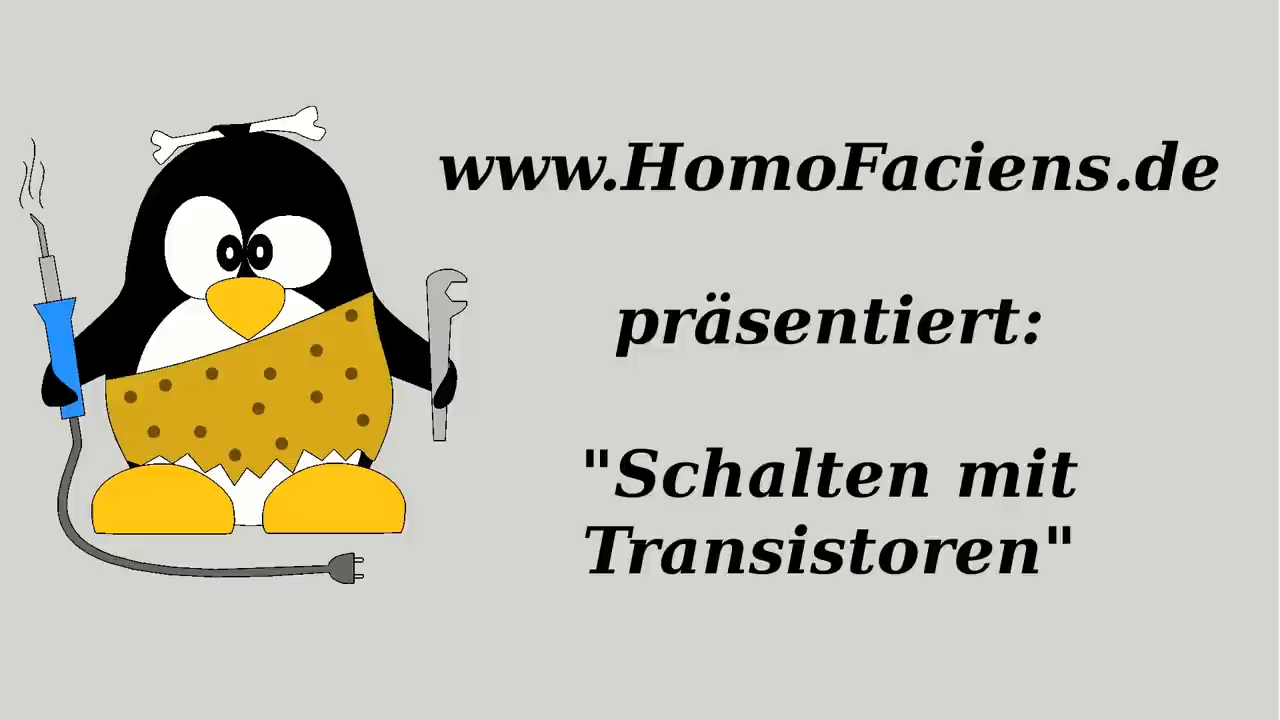 www.HomoFaciens.de
präsentiert:
"Schalten mit
Transistoren"